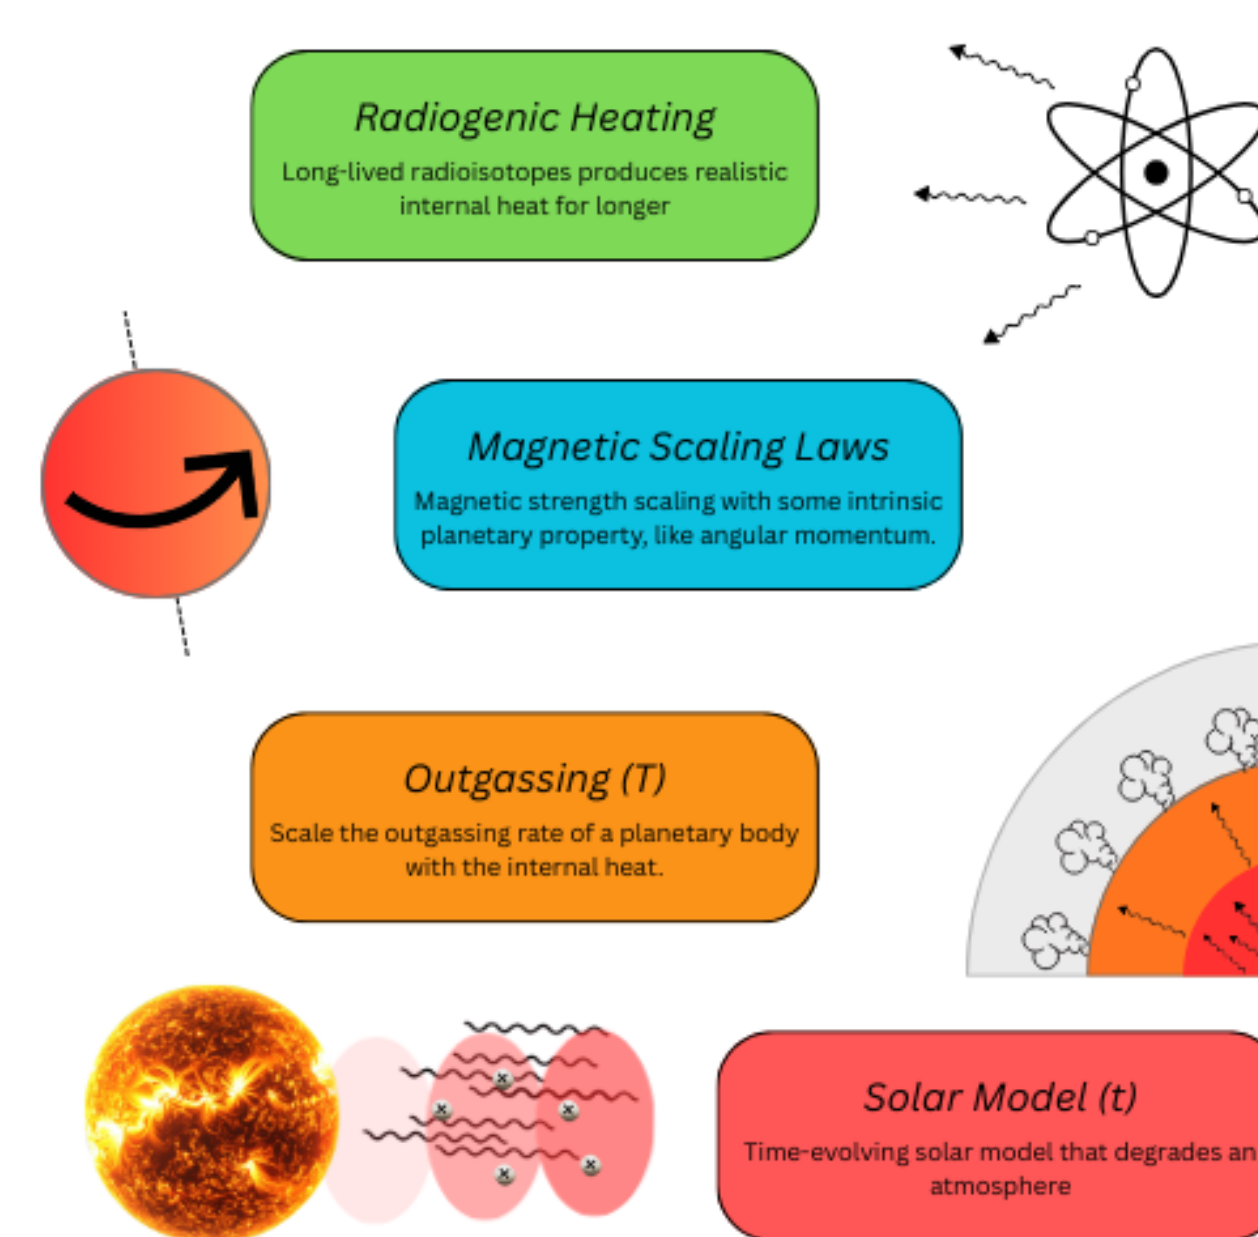 Radiogenic Heating
Long-lived radioisotopes produces realistic
internal heat for longer
Magnetic Scaling Laws
Magnetic strength scaling with some intrinsic
planetary property, like angular momentum.
Outgassing (T)
Scale the outgassing rate of a planetary body
with the internal heat.
Solar Model (t)
Time-evolving solar model that degrades an
atmosphere